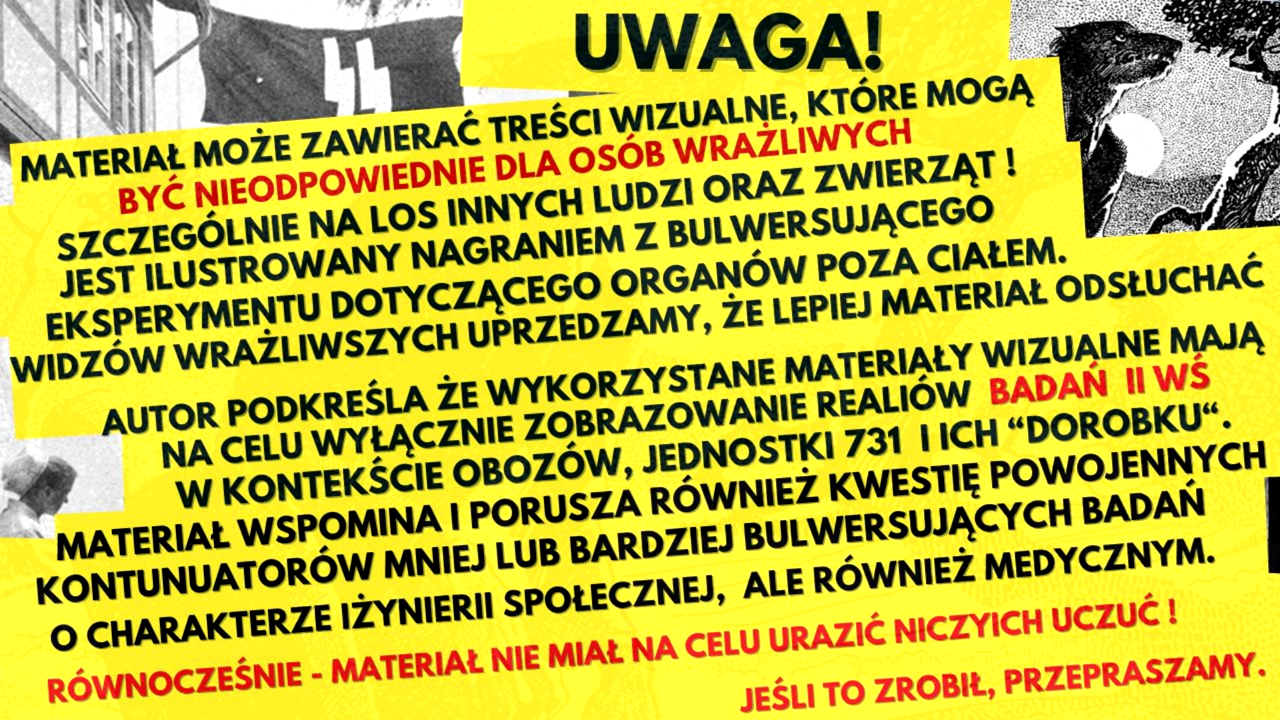 UWAGA!
MATERIAŁ MOŻE ZAWIERAĆ TREŚCI WIZUALNE, KTÓRE MOGĄ
BYĆ NIEODPOWIEDNIE DLA OSÓB WRAŻLIWYCH
SZCZEGÓLNIE NA LOS INNYCH LUDZI ORAZ ZWIERZĄT !
JEST ILUSTROWANY NAGRANIEM Z BULWERSUJĄCEGO
EKSPERYMENTU DOTYCZĄCEGO ORGANÓW POZA CIAŁEM.
WIDZÓW WRAŻLIWSZYCH UPRZEDZAMY, ŻE LEPIEJ MATERIAŁ ODSŁUCHAĆ
AUTOR PODKREŚLA ŻE WYKORZYSTANE MATERIAŁY WIZUALNE MAJĄ
NA CELU WYŁĄCZNIE ZOBRAZOWANIE REALIÓW BADAŃ II WŚ
W KONTEKŚCIE OBOZÓW, JEDNOSTKI 731 I ICH “DOROBKU“.
MATERIAŁ WSPOMINA I PORUSZA RÓWNIEŻ KWESTIĘ POWOJENNYCH
KONTUNUATORÓW MNIEJ LUB BARDZIEJ BULWERSUJĄCYCH BADAŃ
O CHARAKTERZE IŻYNIERII SPOŁECZNEJ, ALE RÓWNIEŻ MEDYCZNYM.
RÓWNOCZEŚNIE - MATERIAŁ NIE MIAŁ NA CELU URAZIĆ NICZYICH UCZUĆ !
JEŚLI TO ZROBIŁ, PRZEPRASZAMY.